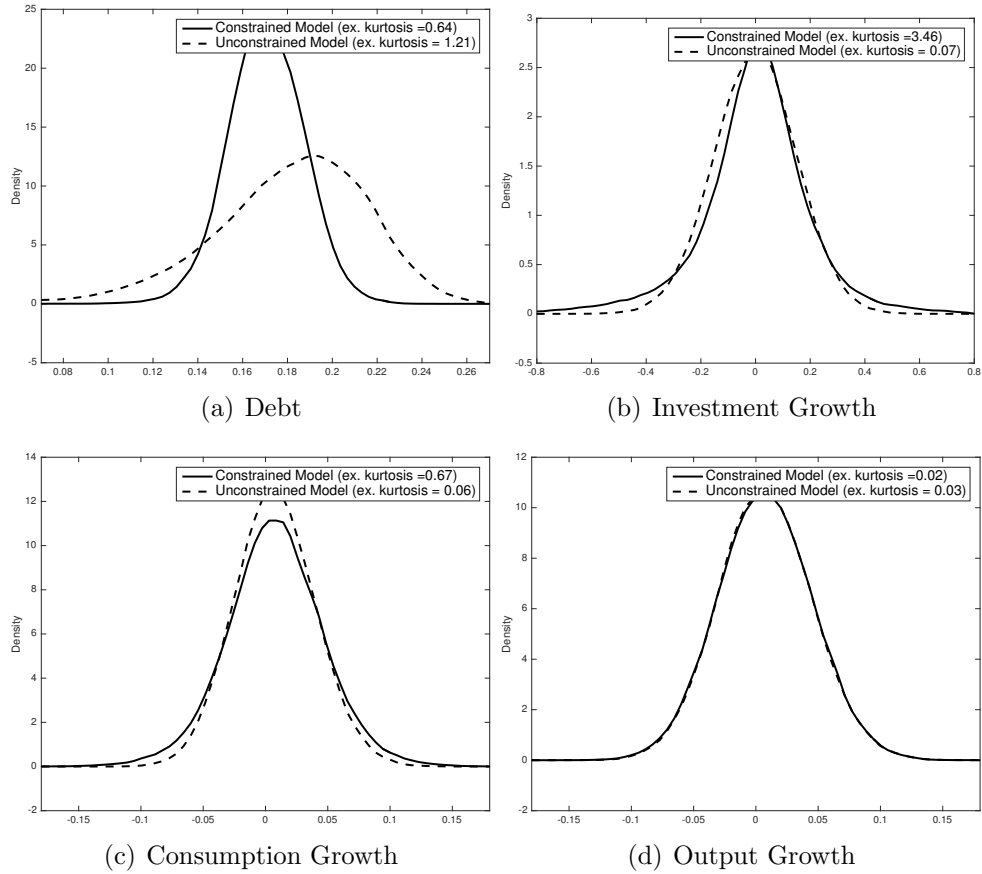 Constrained Model (ex. kurtosis =0.64)
Unconstrained Model (ex. kurtosis = 1.21)
25
20
15
10
5
0
-5
Density
0.08 0.1 0.12 0.14 0.16 0.18 0.2 0.22 0.24 0.26
(a) Debt
Constrained Model (ex. kurtosis =3.46)
Unconstrained Model (ex. kurtosis = 0.07)
3
2.5
2
1.5
1
0.5
0
-0.5
Density
-0.8 -0.6 -0.4 -0.2 0 0.2 0.4 0.6 0.8
(b) Investment Growth
Constrained Model (ex. kurtosis =0.67)
Unconstrained Model (ex. kurtosis = 0.06)
14
12
10
8
6
4
2
0
-2
Density
-0.15 -0.1 -0.05 0 0.05 0.1 0.15
(c) Consumption Growth
Constrained Model (ex. kurtosis =0.02)
Unconstrained Model (ex. kurtosis = 0.03)
12
10
8
6
4
2
0
-2
Density
-0.15 -0.1 -0.05 0 0.05 0.1 0.15
(d) Output Growth